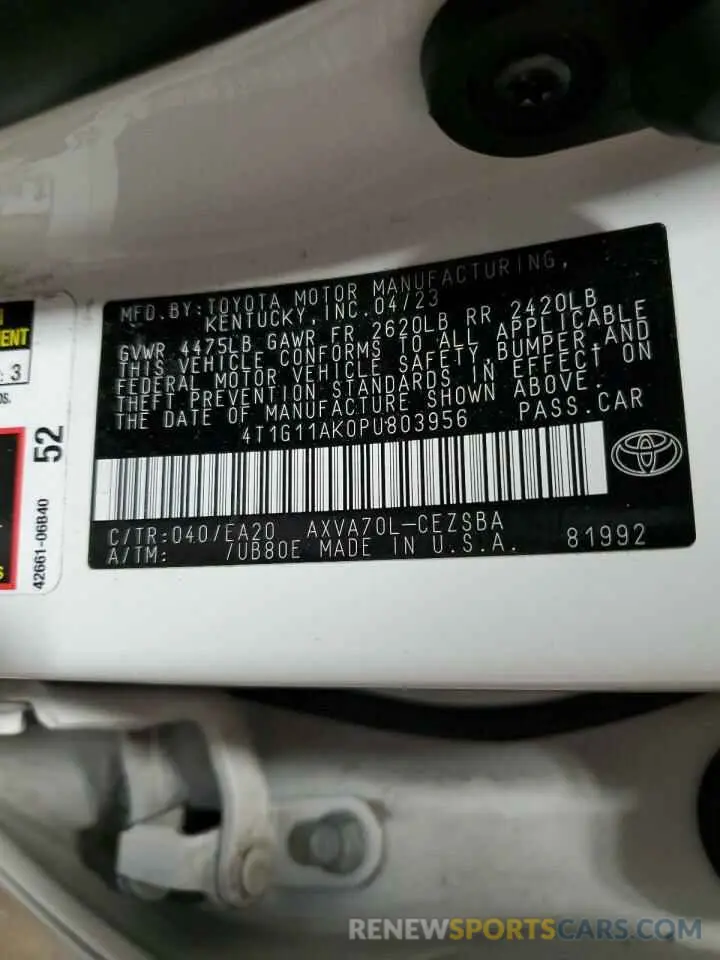 MFD.BY:TOYOTA MOTOR MANUFACTURING,
KENTUCKY, INC.04/23
GVWR 4475LB GAWR FR 2620LB RR 2420LB
THIS VEHICLE CONFORMS TO ALL APPLICABLE
FEDERAL MOTOR VEHICLE SAFETY,BUMPER,AND
THEFT PREVENTION STANDARDS IN EFFECT ON
THE DATE OF MANUFACTURE SHOWN ABOVE.
4T1G11AK0PU803956 PASS.CAR
C/TR:040/EA20 AXVA70L-CEZSBA
A/TM: /UB80E MADE IN U.S.A. 81992
: 3
52
42661-06B40
RENEWSPORTSCARS.COM